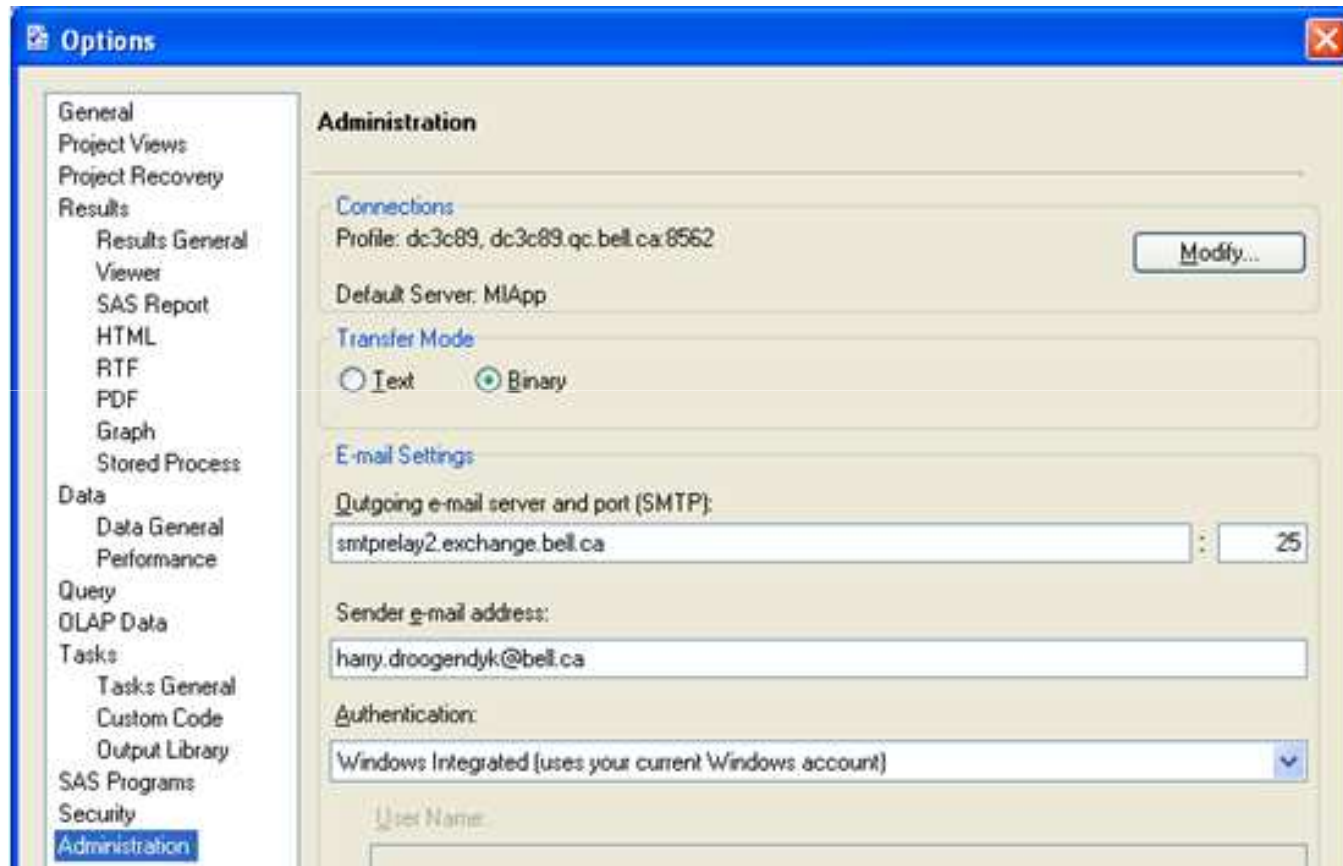 Options
General
Project Views
Project Recovery
Results
Results General
Viewer
SAS Report
HTML
RTF
PDF
Graph
Stored Process
Data
Data General
Performance
Query
OLAP Data
Tasks
Tasks General
Custom Code
Output Library
SAS Programs
Security
Administration
Administration
Connections
Profile: dc3c89, dc3c89.qc.bell.ca:8562
Modify...
Default Server: MIApp
Transfer Mode
Text Binary
E-mail Settings
Outgoing e-mail server and port (SMTP):
smtprelay2.exchange.bell.ca : 25
Sender e-mail address:
harry.droogendyk@bell.ca
Authentication:
Windows Integrated (uses your current Windows account)
User Name: